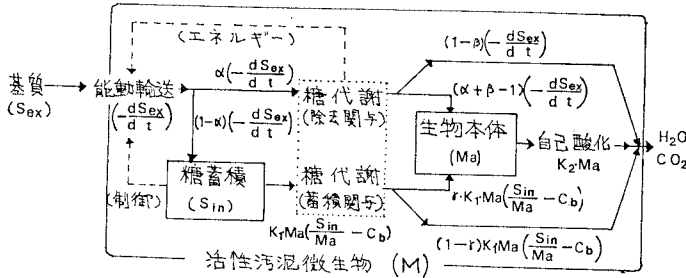 (エネルギー)
(1-β)(-dSex/dt)
基質
(Sex)
能動輸送
(-dSex/dt)
α(-dSex/dt)
糖代謝
(除去関与)
(α+β-1)(-dSex/dt)
(1-α)(-dSex/dt)
生物本体
(Ma)
自己酸化
K2·Ma
H2O
CO2
(制御)
糖蓄積
(Sin)
糖代謝
(蓄積関与)
K1Ma(Sin/Ma-Cb)
r·K1·Ma(Sin/Ma-Cb)
(1-r)K1Ma(Sin/Ma-Cb)
活性汚泥微生物 (M)